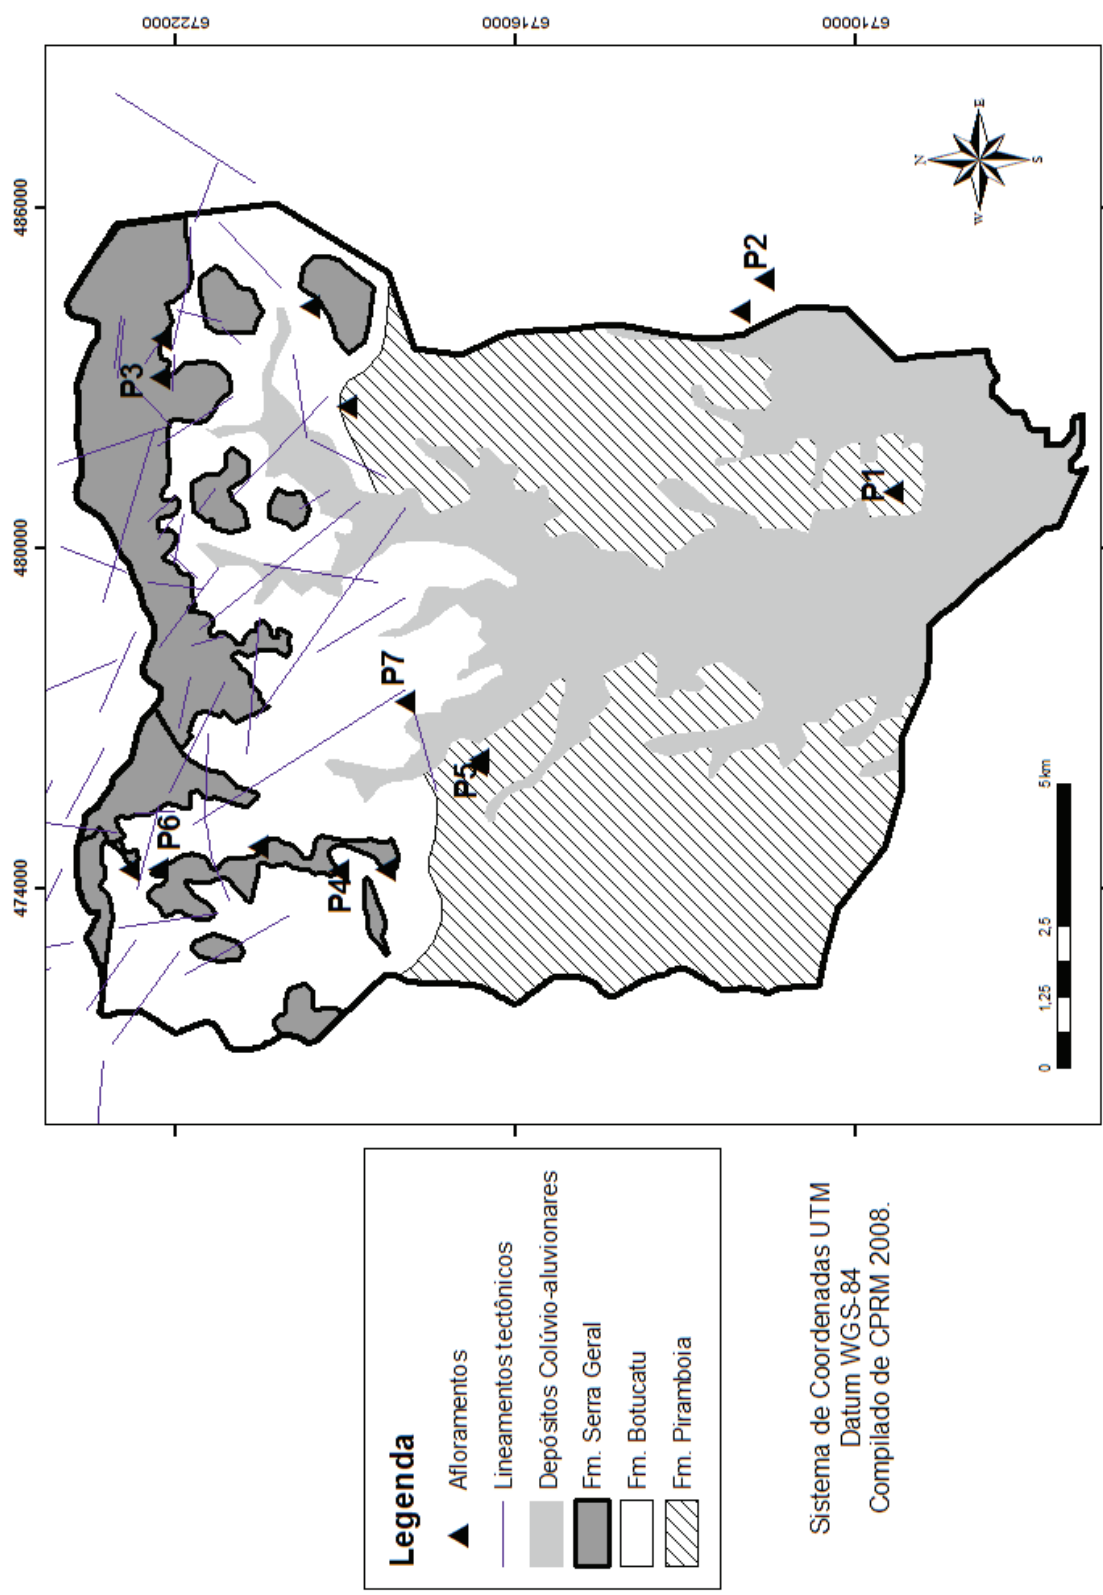 474000
480000
486000
6722000
6716000
6710000
P3
P6
P4
P7
P5
P2
P1
N
W
E
S
0 1,25 2,5 5 km
Legenda
Afloramentos
Lineamentos tectônicos
Depósitos Colúvio-aluvionares
Fm. Serra Geral
Fm. Botucatu
Fm. Piramboia
Sistema de Coordenadas UTM
Datum WGS-84
Compilado de CPRM 2008.